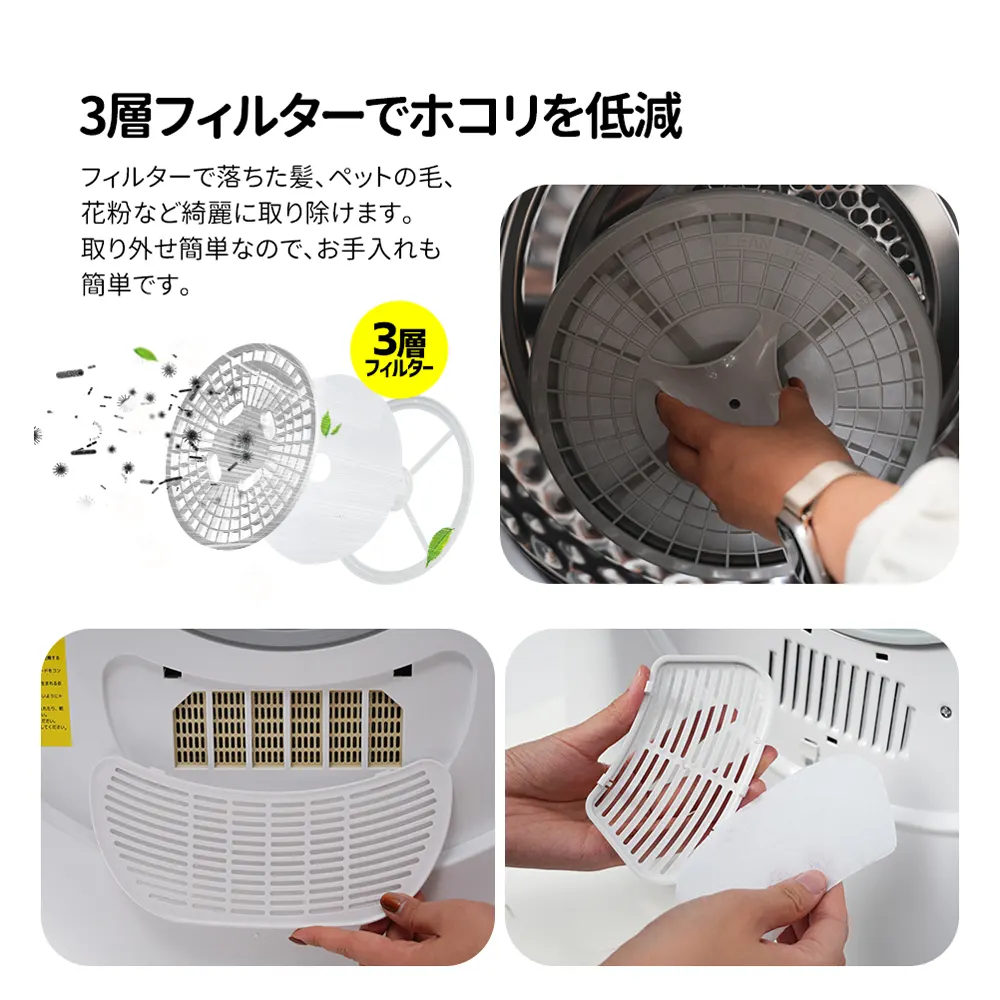 3層フィルターでホコリを低減
フィルターで落ちた髪、ペットの毛、
花粉など綺麗に取り除けます。
取り外せ簡単なので、お手入れも
簡単です。
3層
フィルター